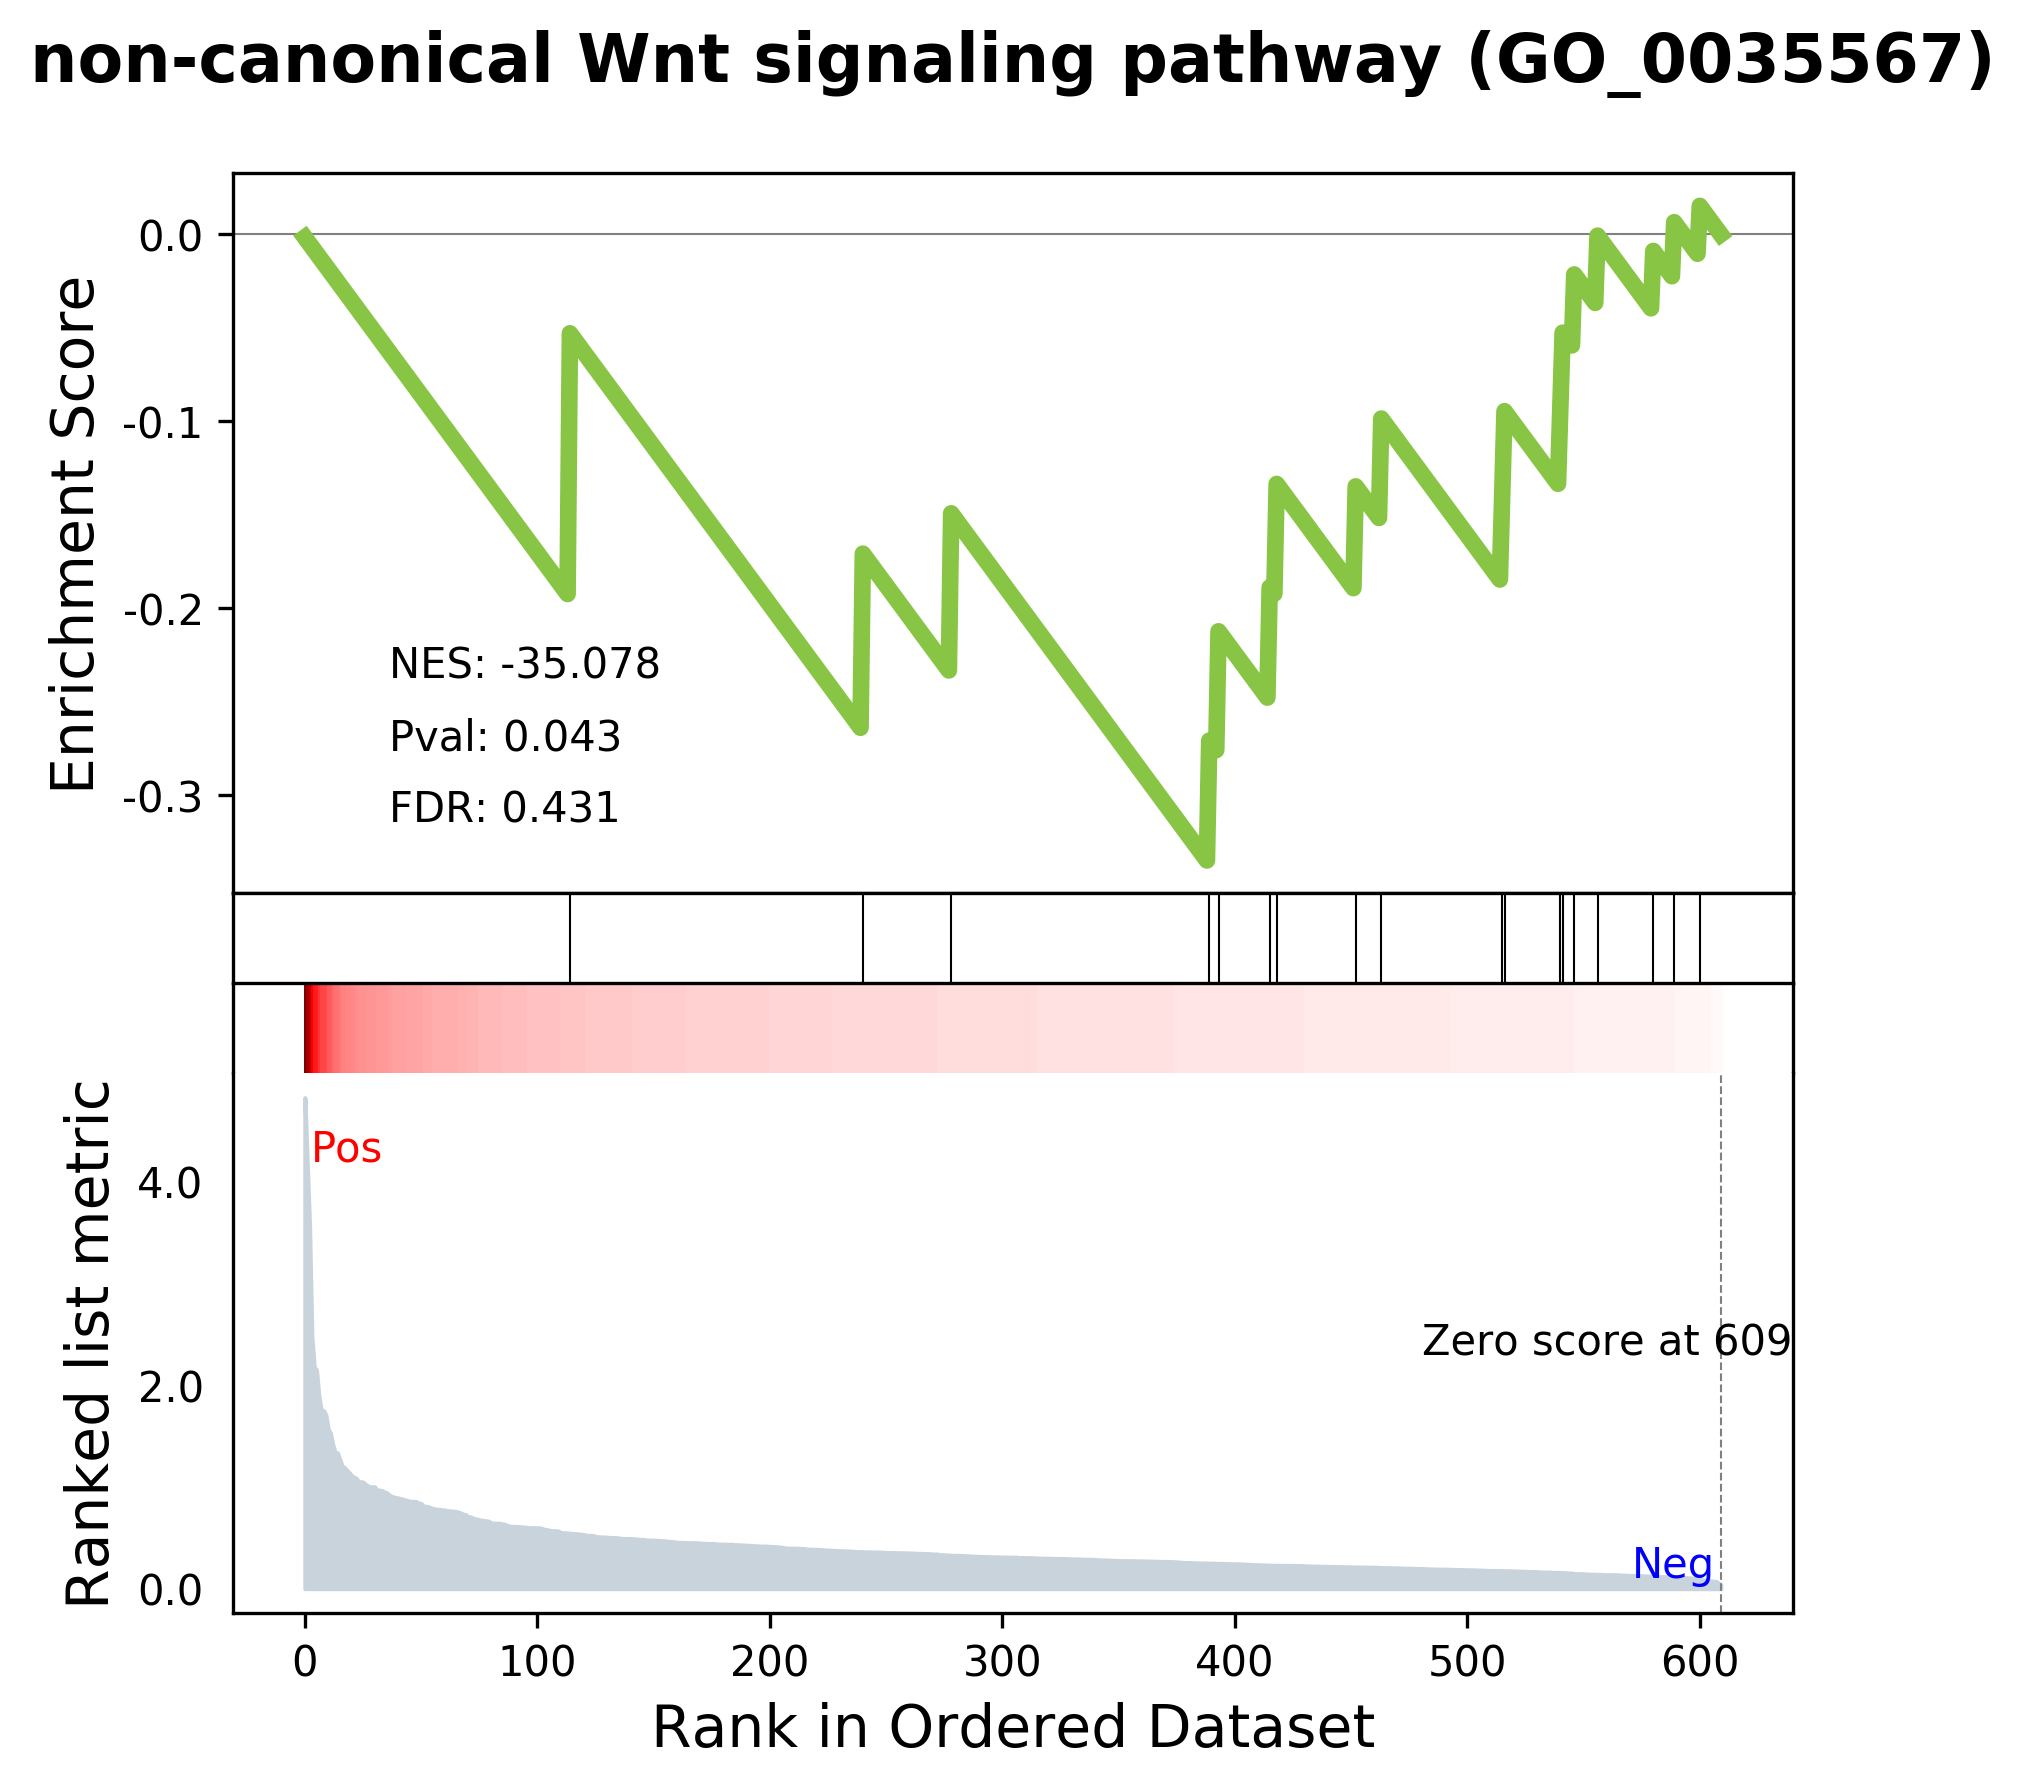 non-canonical Wnt signaling pathway (GO_0035567)
Enrichment Score
0.0
-0.1
-0.2
-0.3
NES: -35.078
Pval: 0.043
FDR: 0.431
Ranked list metric
4.0
2.0
0.0
Pos
Zero score at 609
Neg
0 100 200 300 400 500 600
Rank in Ordered Dataset